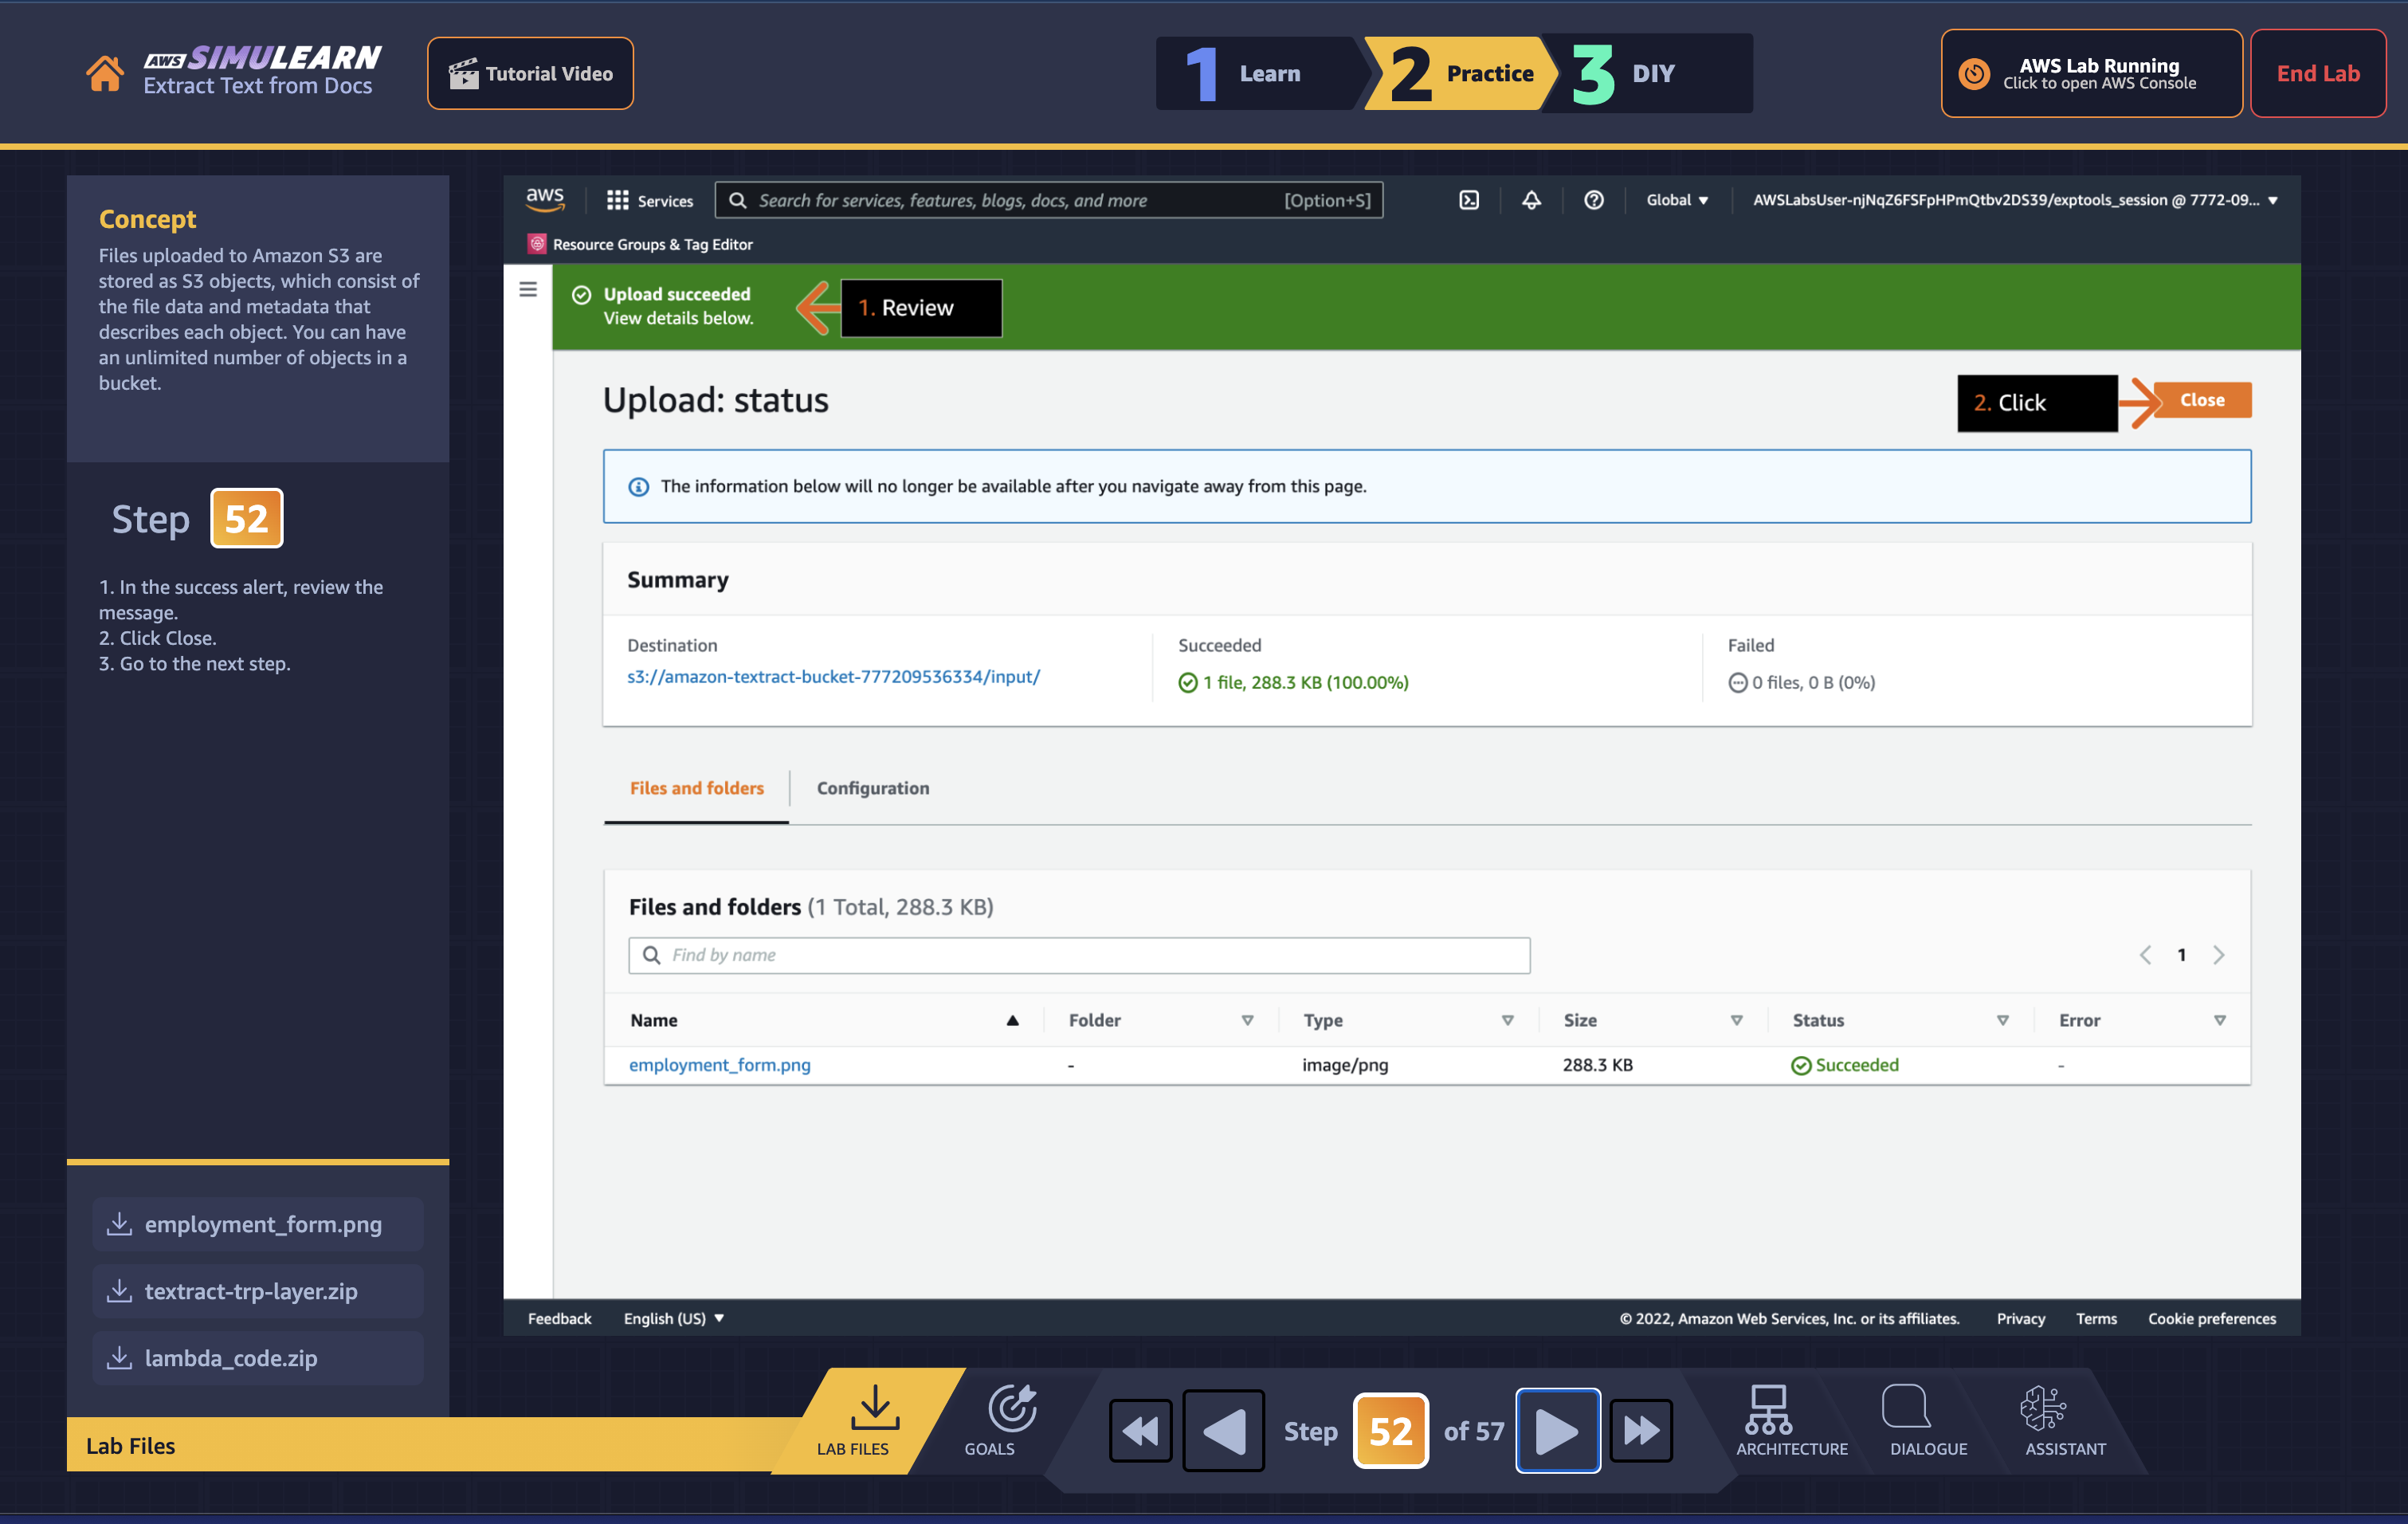 aws SIMULEARN
Extract Text from Docs
Tutorial Video
1 Learn
2 Practice
3 DIY
AWS Lab Running
Click to open AWS Console
End Lab
Concept
Files uploaded to Amazon S3 are
stored as S3 objects, which consist of
the file data and metadata that
describes each object. You can have
an unlimited number of objects in a
bucket.
Step 52
1. In the success alert, review the
message.
2. Click Close.
3. Go to the next step.
aws
Services
Search for services, features, blogs, docs, and more [Option+S]
Global
AWSLabsUser-njNqZ6FSFpHPmQtbv2DS39/exptools_session @ 7772-09...
Resource Groups & Tag Editor
Upload succeeded
View details below.
1. Review
Upload: status
2. Click
Close
The information below will no longer be available after you navigate away from this page.
Summary
Destination
s3://amazon-textract-bucket-777209536334/input/
Succeeded
1 file, 288.3 KB (100.00%)
Failed
0 files, 0 B (0%)
Files and folders
Configuration
Files and folders (1 Total, 288.3 KB)
Find by name
1
Name Folder Type Size Status Error
employment_form.png - image/png 288.3 KB Succeeded -
Feedback English (US)
© 2022, Amazon Web Services, Inc. or its affiliates. Privacy Terms Cookie preferences
employment_form.png
textract-trp-layer.zip
lambda_code.zip
Lab Files
LAB FILES
GOALS
Step 52 of 57
ARCHITECTURE
DIALOGUE
ASSISTANT